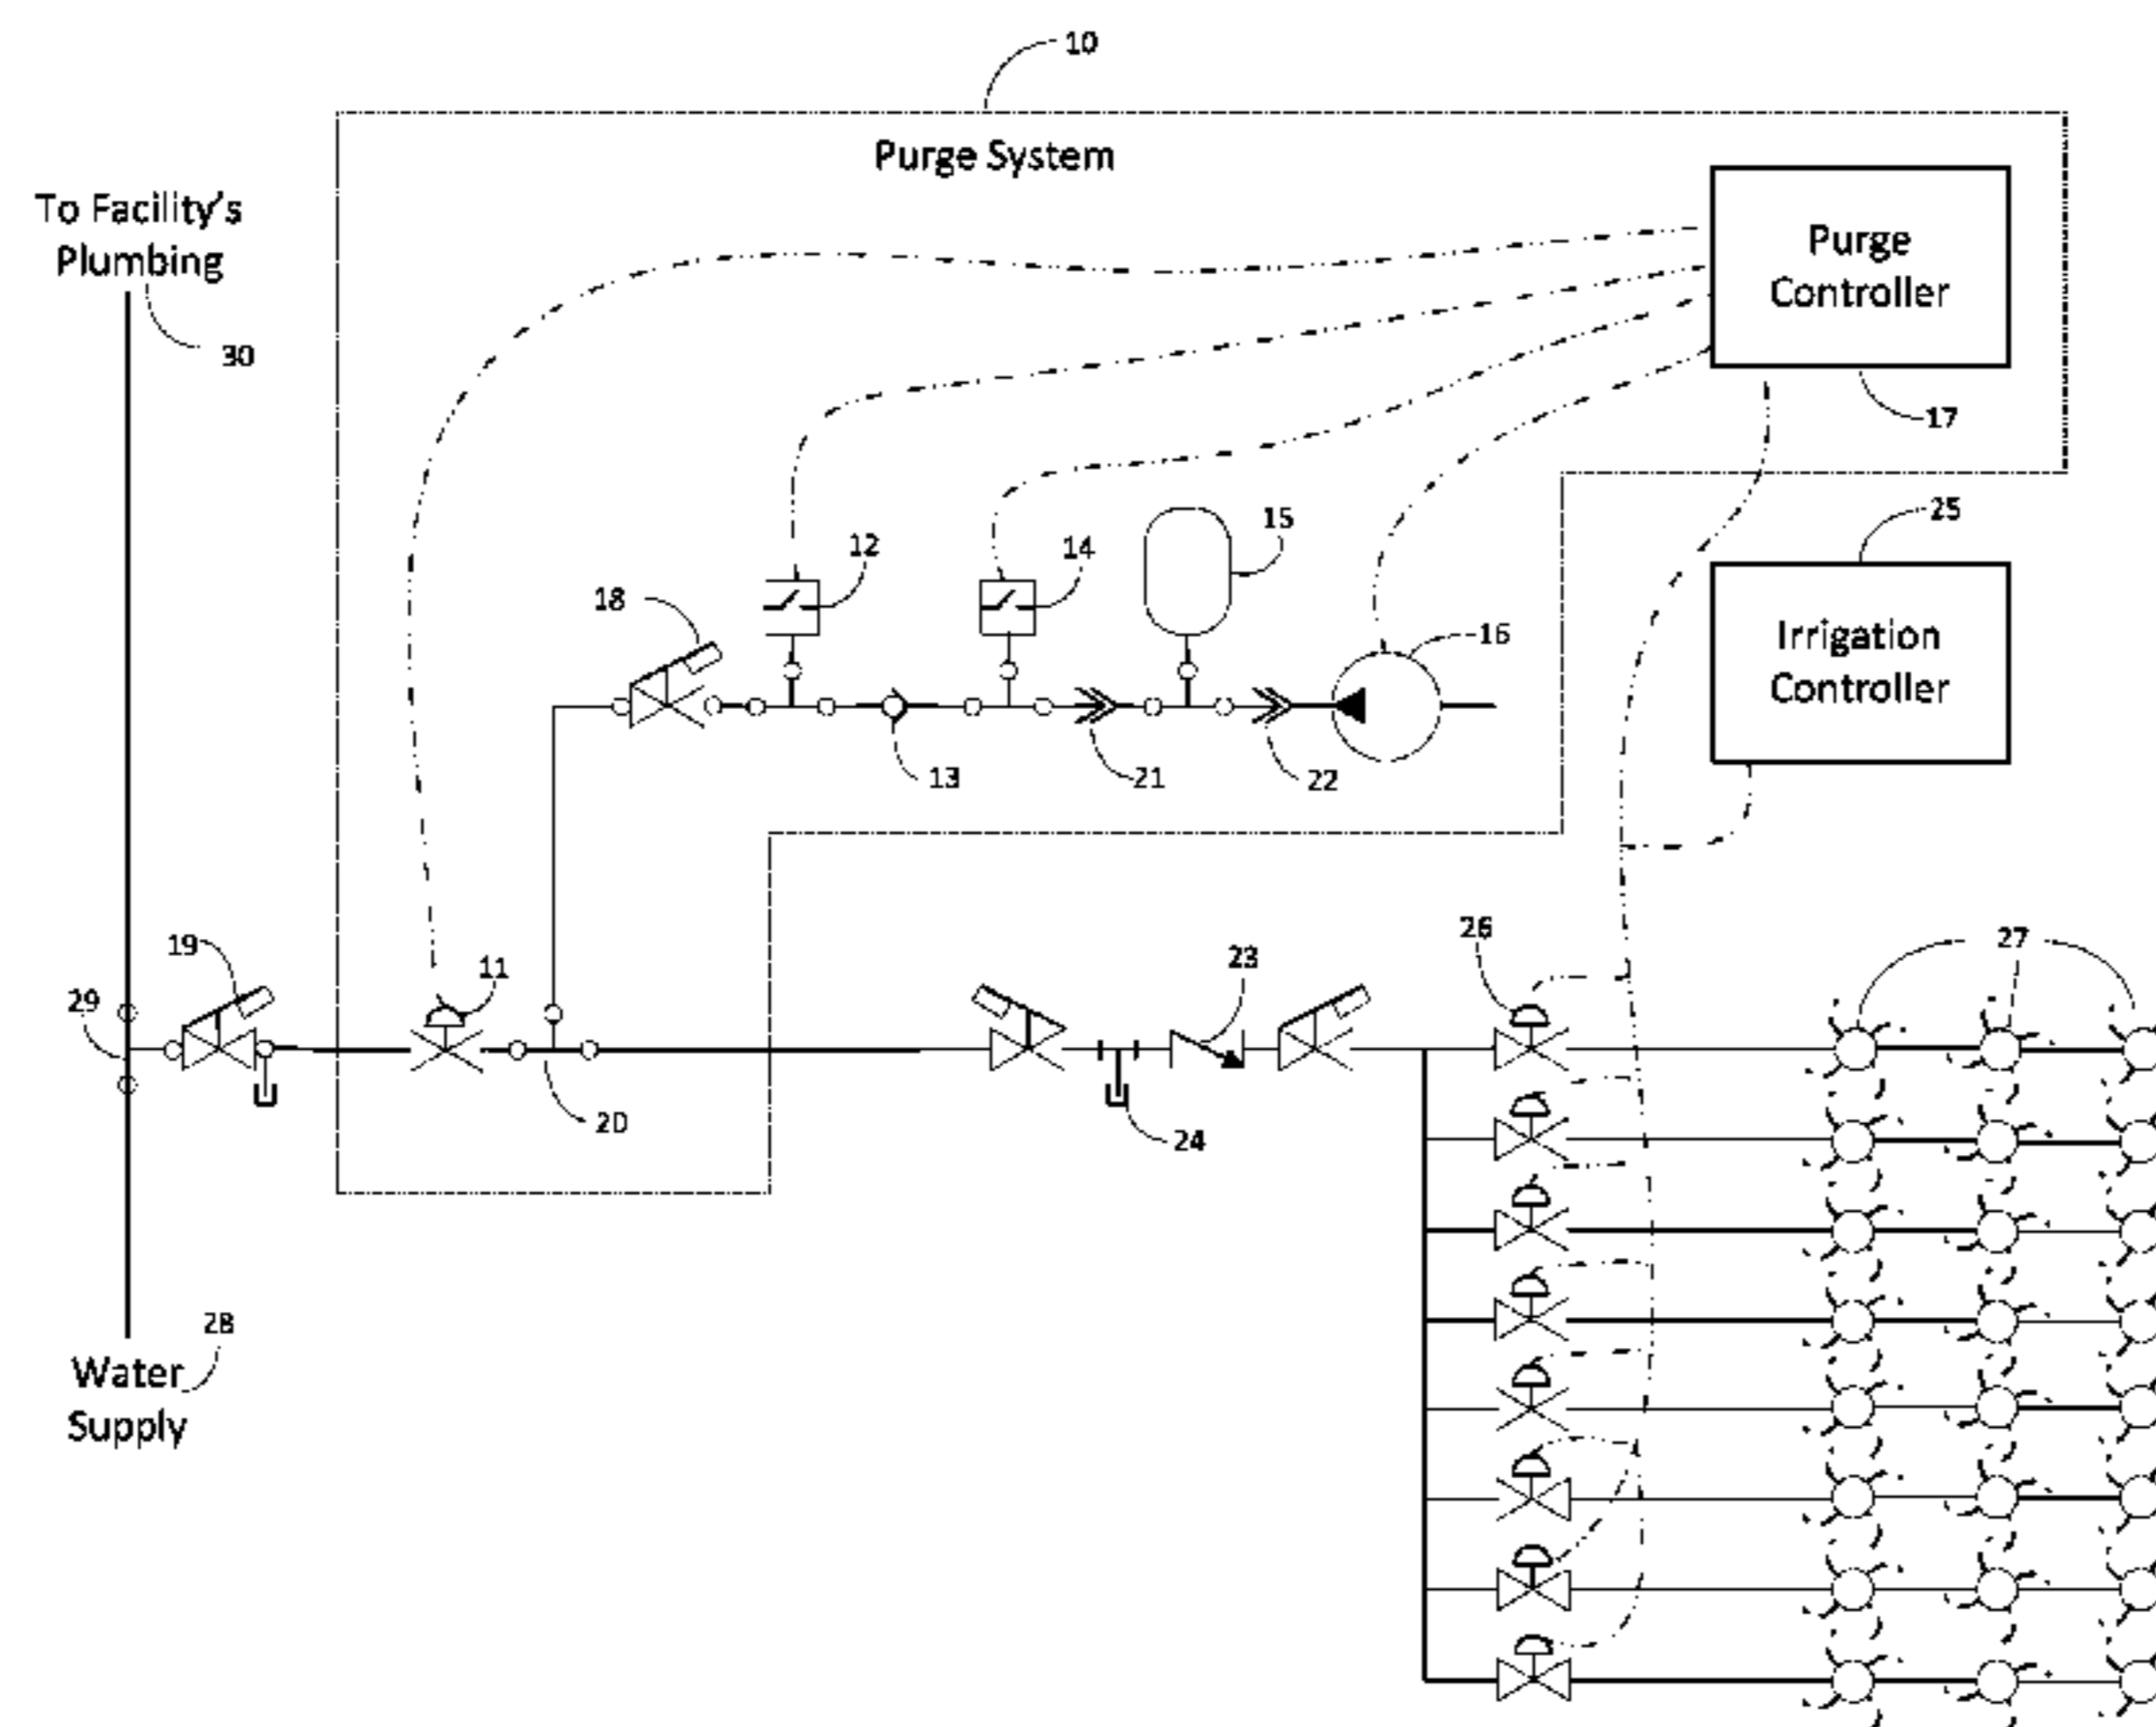 10
Purge System
To Facility's
Plumbing
30
Purge
Controller
17
25
Irrigation
Controller
12
14
15
16
18
13
21
22
19
11
29
20
23
24
26
27
28
Water
Supply